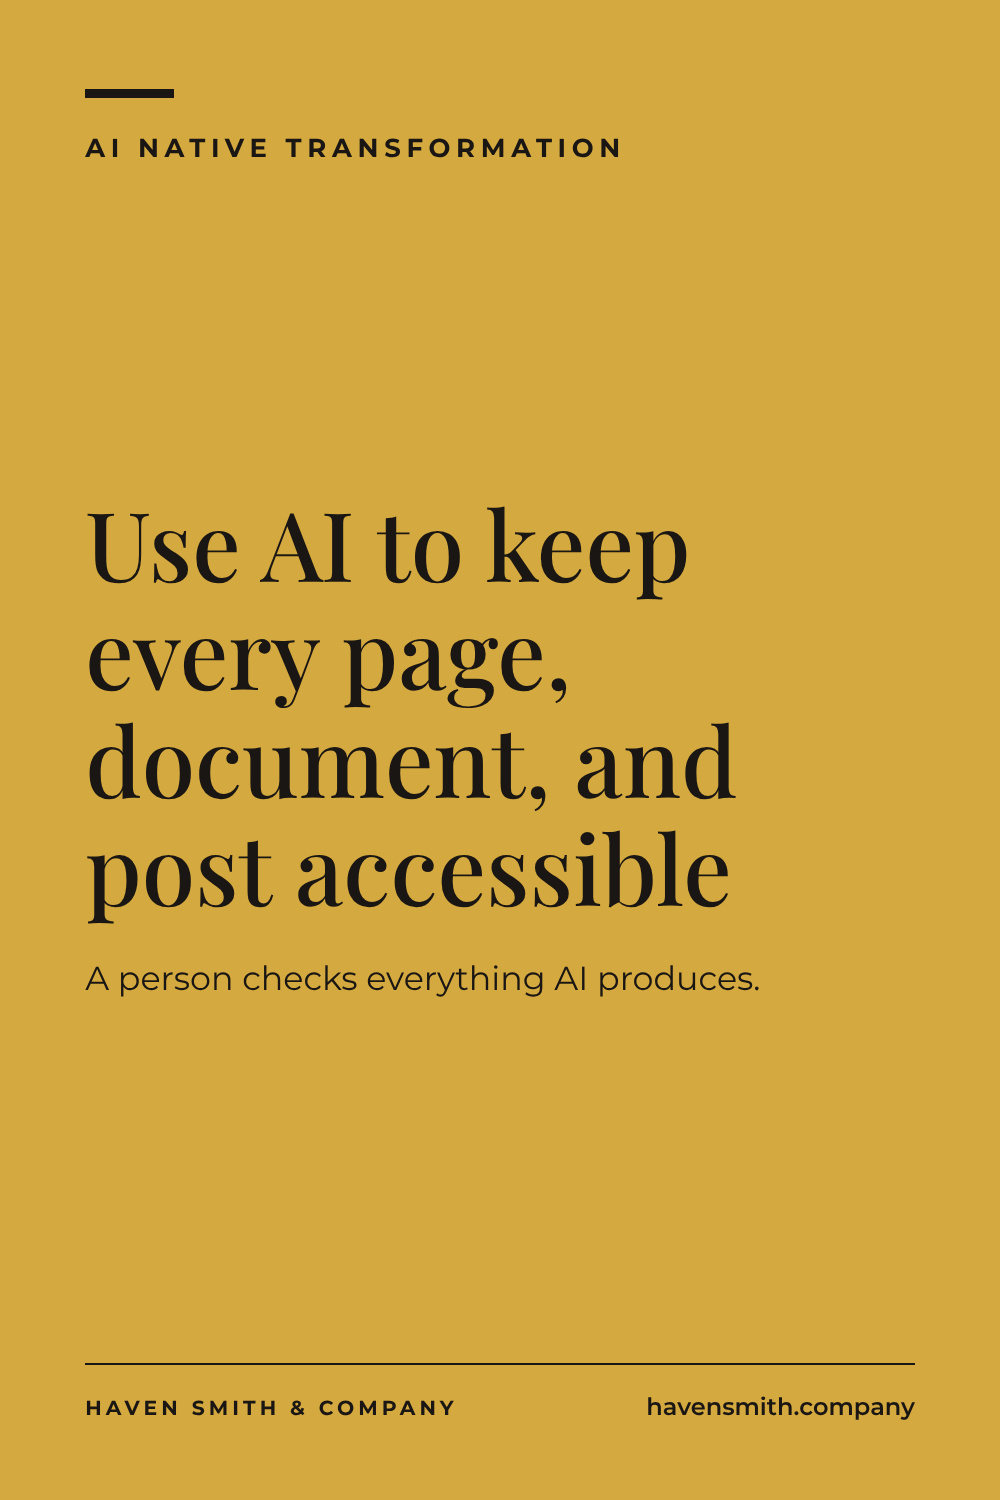 AI NATIVE TRANSFORMATION
Use AI to keep
every page,
document, and
post accessible
A person checks everything AI produces.
HAVEN SMITH & COMPANY
havensmith.company